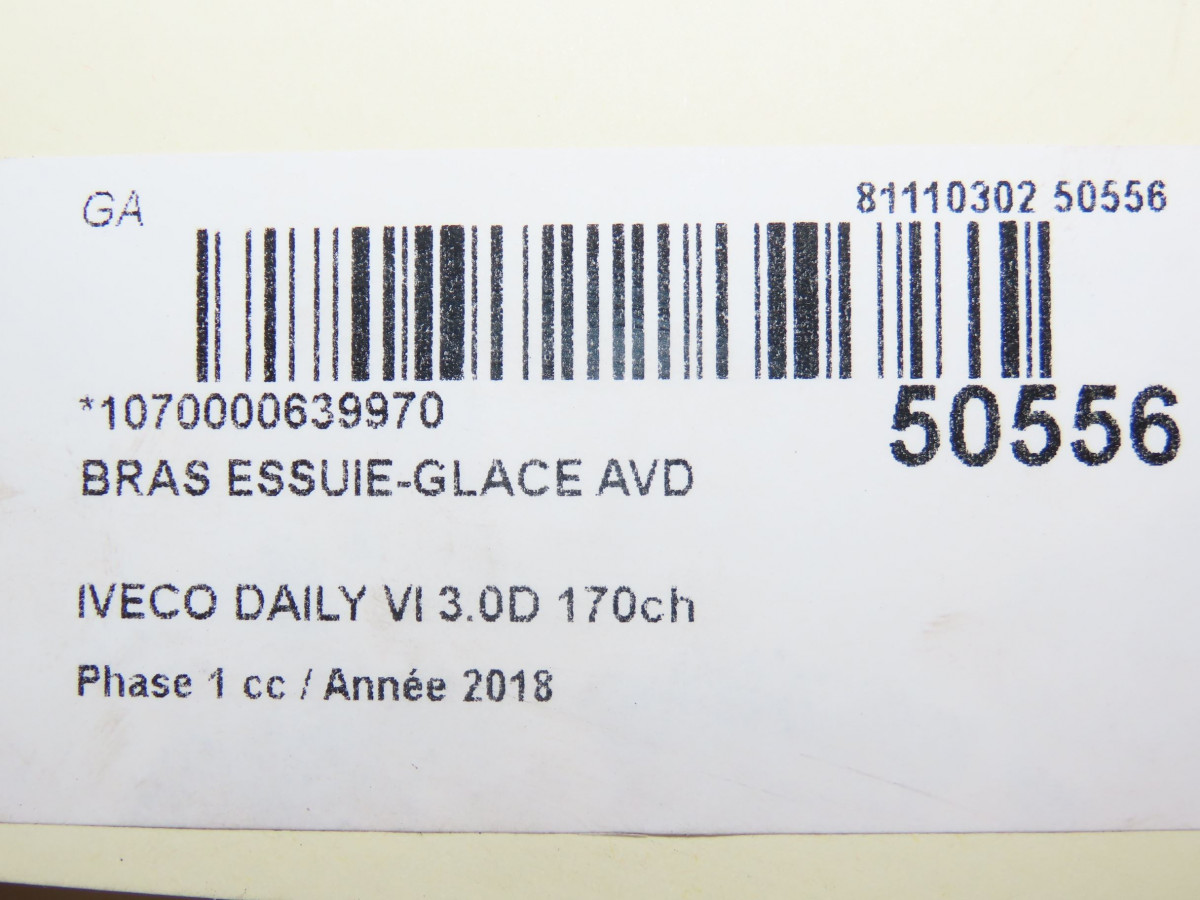 GA
81110302 50556
*1070000639970
50556
BRAS ESSUIE-GLACE AVD
IVECO DAILY VI 3.0D 170ch
Phase 1 cc / Année 2018